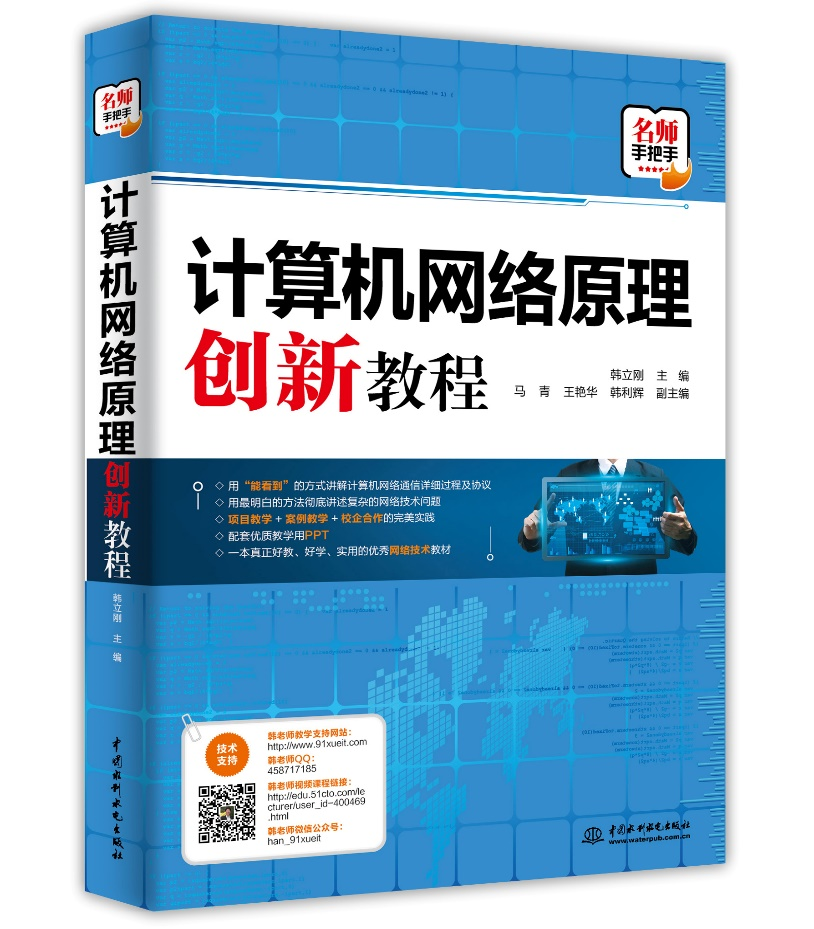 名师
手把手
计算机网络原理
创新教程
韩立刚 主 编
中国水利水电出版社
名师
手把手
计算机网络原理
创新教程
韩立刚 主 编
马 青 王艳华 韩利辉 副主编
◇ 用“能看到”的方式讲解计算机网络通信详细过程及协议
◇ 用最明白的方法彻底讲述复杂的网络技术问题
◇ 项目教学 + 案例教学 + 校企合作的完美实践
◇ 配套优质教学用PPT
◇ 一本真正好教、好学、实用的优秀网络技术教材
技术
支持
韩老师教学支持网站：
http://www.91xueit.com
韩老师QQ：
458717185
韩老师视频课程链接：
http://edu.51cto.com/le
cturer/user_id-400469
.html
韩老师微信公众号：
han_91xueit
中国水利水电出版社
www.waterpub.com.cn